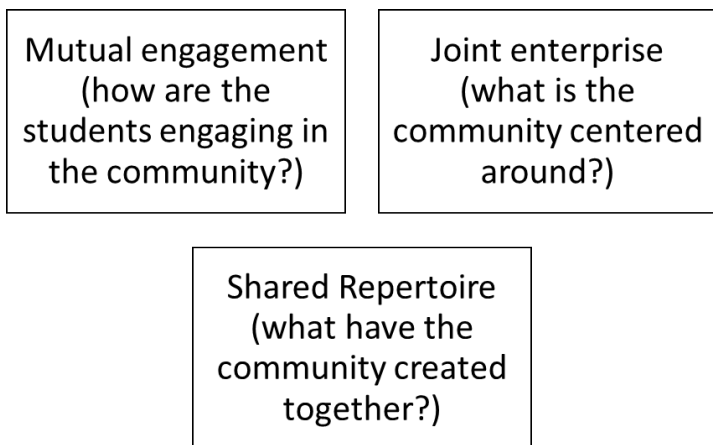 Mutual engagement
(how are the
students engaging in
the community?)
Joint enterprise
(what is the
community centered
around?)
Shared Repertoire
(what have the
community created
together?)